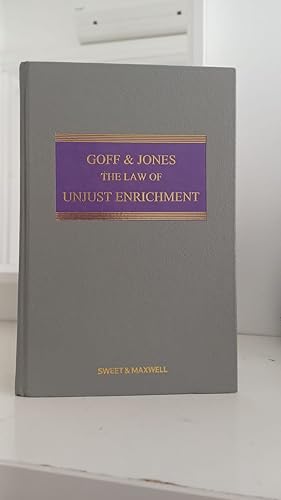 GOFF & JONES
THE LAW OF
UNJUST ENRICHMENT
SWEET & MAXWELL